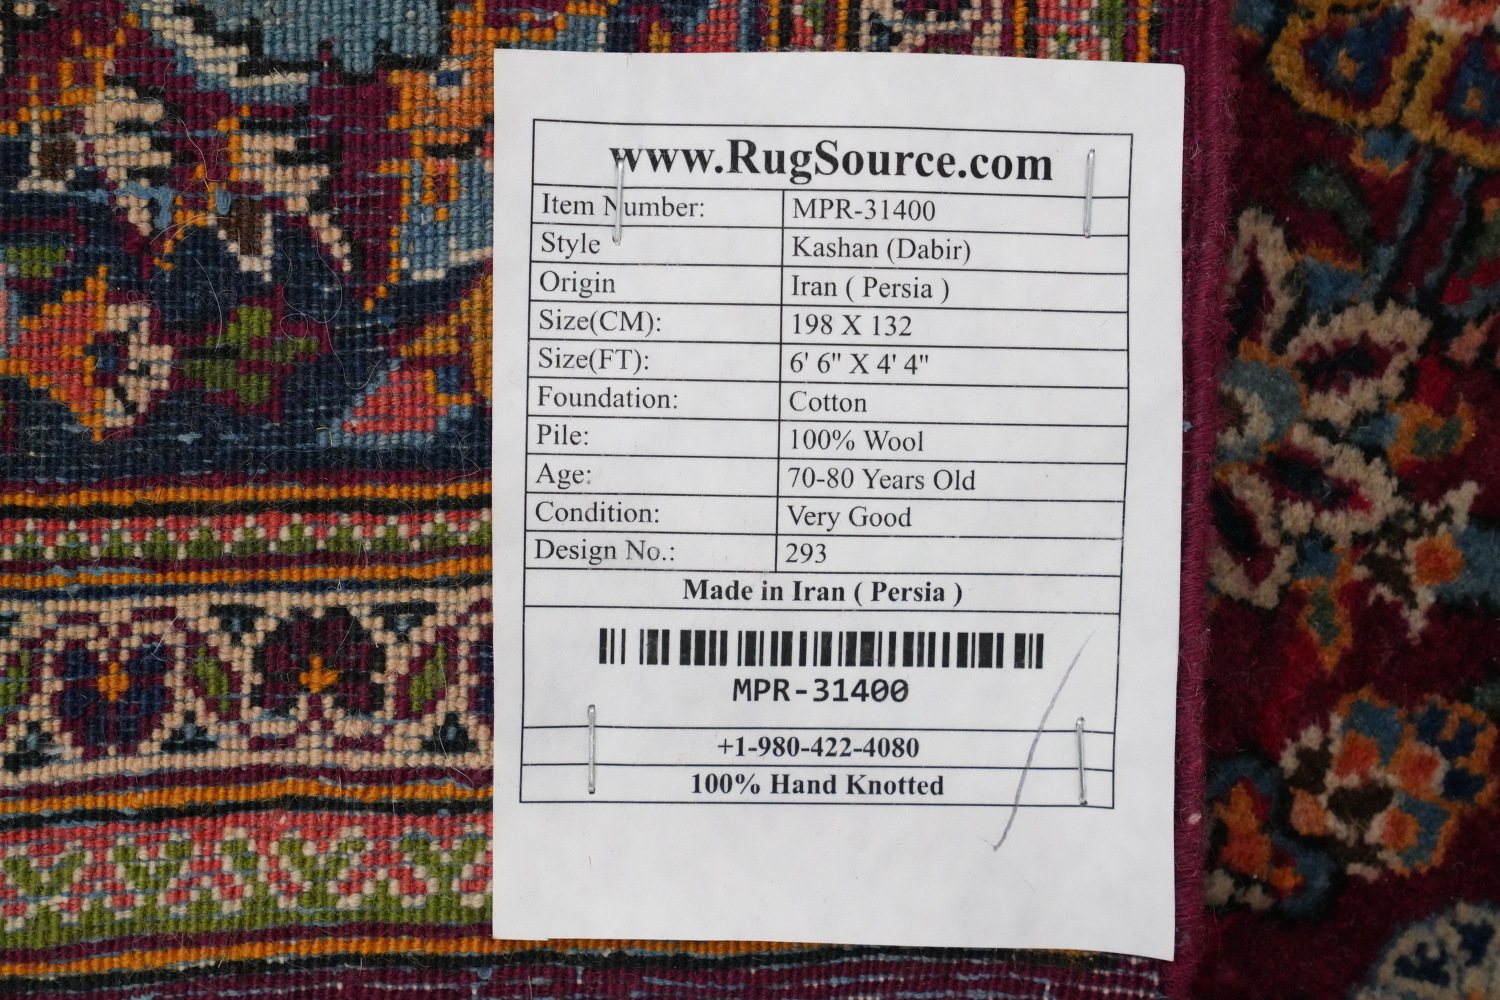 www.RugSource.com
Item Number: MPR-31400
Style Kashan (Dabir)
Origin Iran ( Persia )
Size(CM): 198 X 132
Size(FT): 6' 6" X 4' 4"
Foundation: Cotton
Pile: 100% Wool
Age: 70-80 Years Old
Condition: Very Good
Design No.: 293
Made in Iran ( Persia )
MPR-31400
+1-980-422-4080
100% Hand Knotted